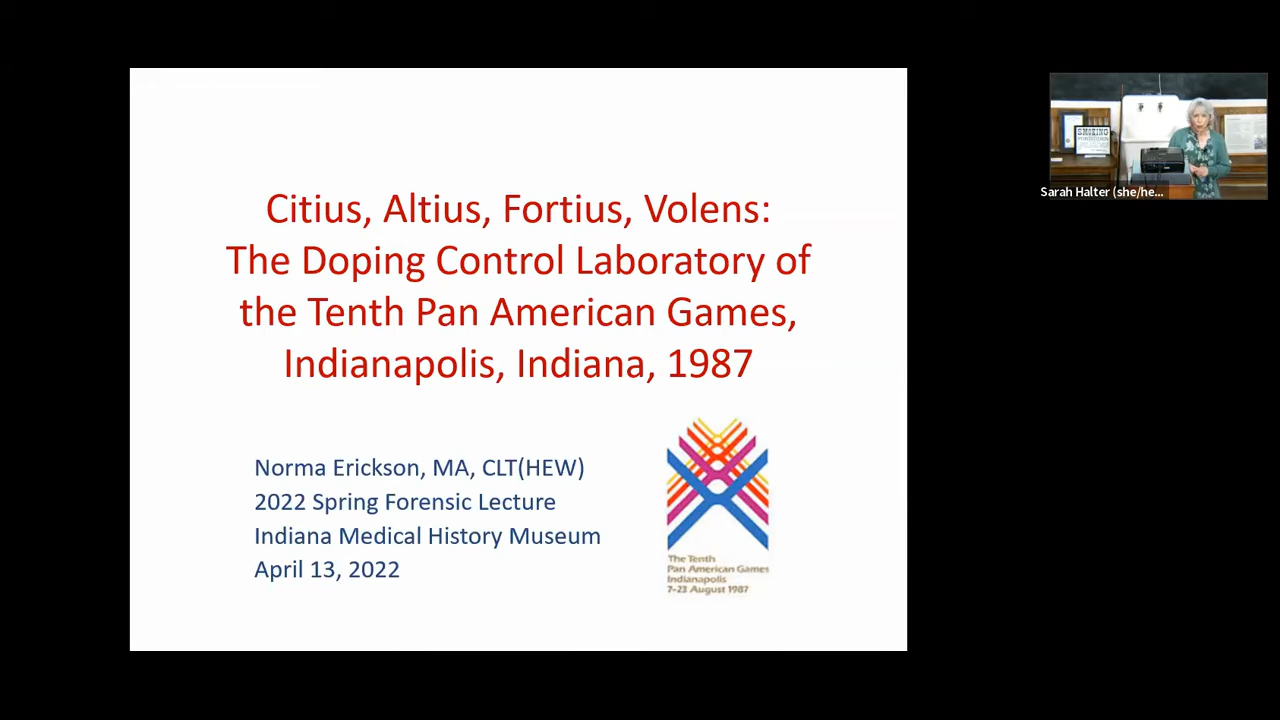 Citius, Altius, Fortius, Volens:
The Doping Control Laboratory of
the Tenth Pan American Games,
Indianapolis, Indiana, 1987
Norma Erickson, MA, CLT(HEW)
2022 Spring Forensic Lecture
Indiana Medical History Museum
April 13, 2022
The Tenth
Pan American Games
Indianapolis
7-23 August 1987
SMOKING
Sarah Halter (she/he...